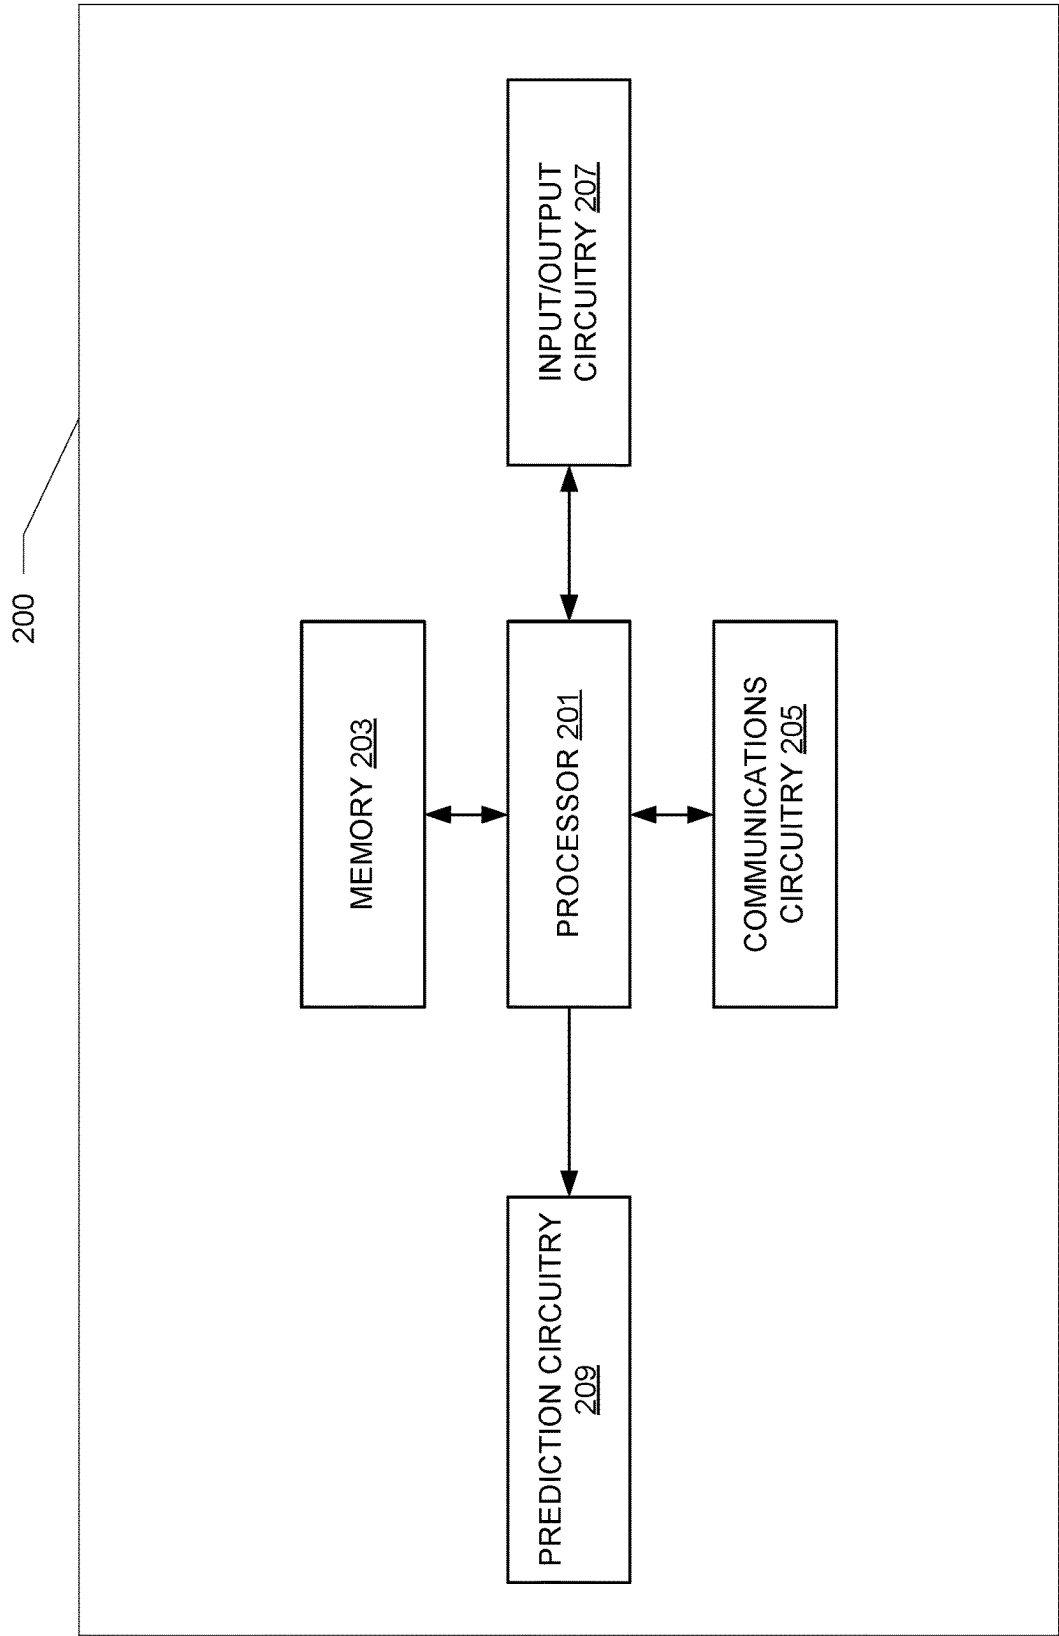 200
MEMORY 203
PREDICTION CIRCUITRY
209
PROCESSOR 201
INPUT/OUTPUT
CIRCUITRY 207
COMMUNICATIONS
CIRCUITRY 205